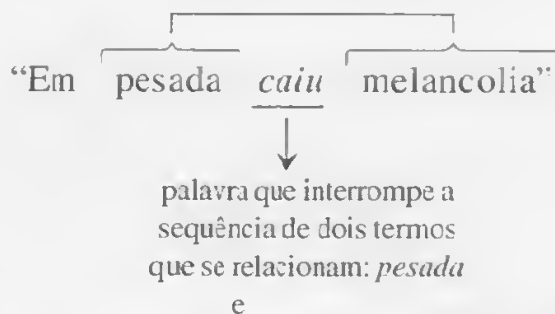 “Em pesada caiu melancolia”
palavra que interrompe a
sequência de dois termos
que se relacionam: pesada
e